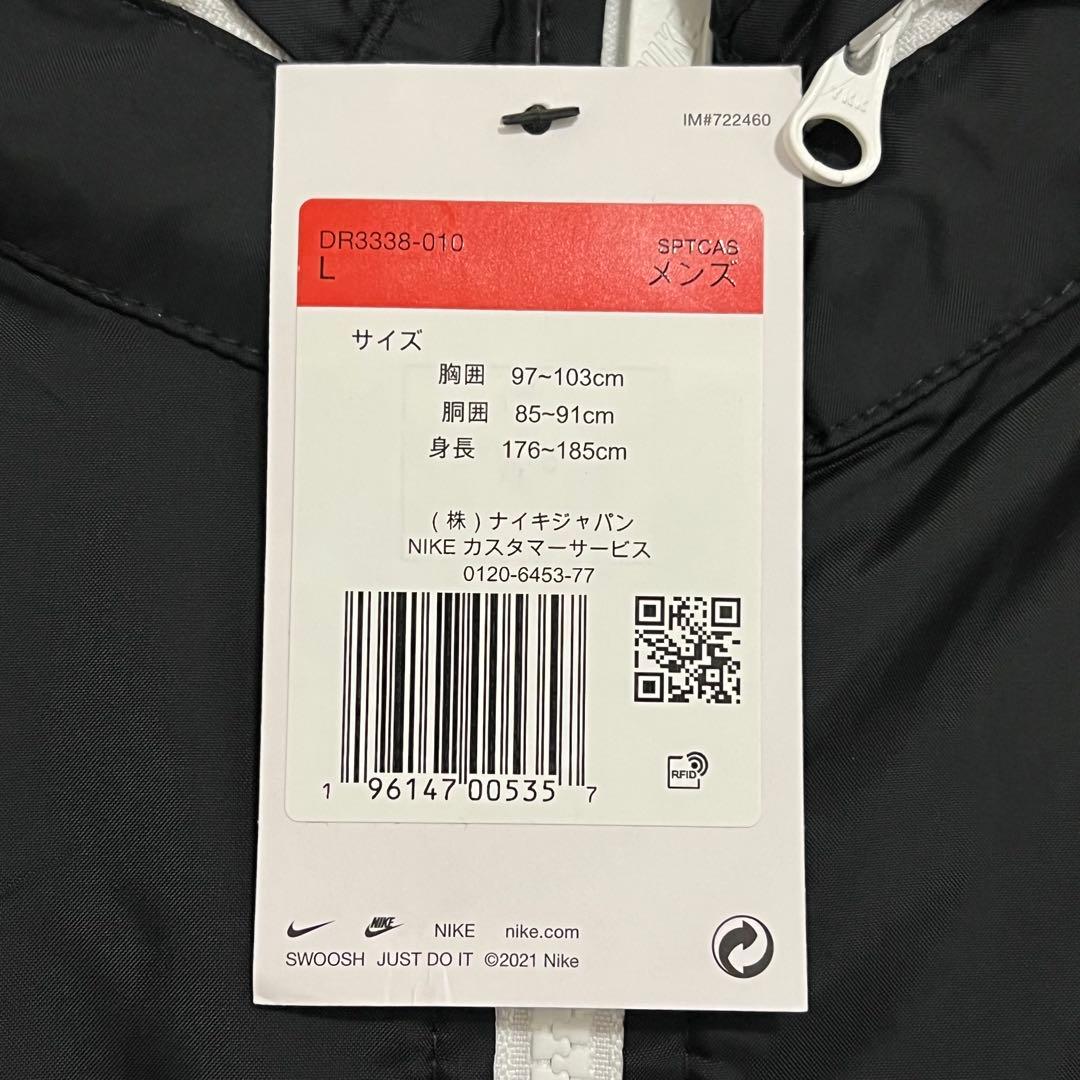 NIKE
YKK
IM#722460
DR3338-010
SPTCAS
L
メンズ
サイズ
胸囲 97~103cm
胴囲 85~91cm
身長 176~185cm
(株)ナイキジャパン
NIKE カスタマーサービス
0120-6453-77
1 96147 00535 7
RFID
NIKE NIKE nike.com
SWOOSH JUST DO IT ©2021 Nike